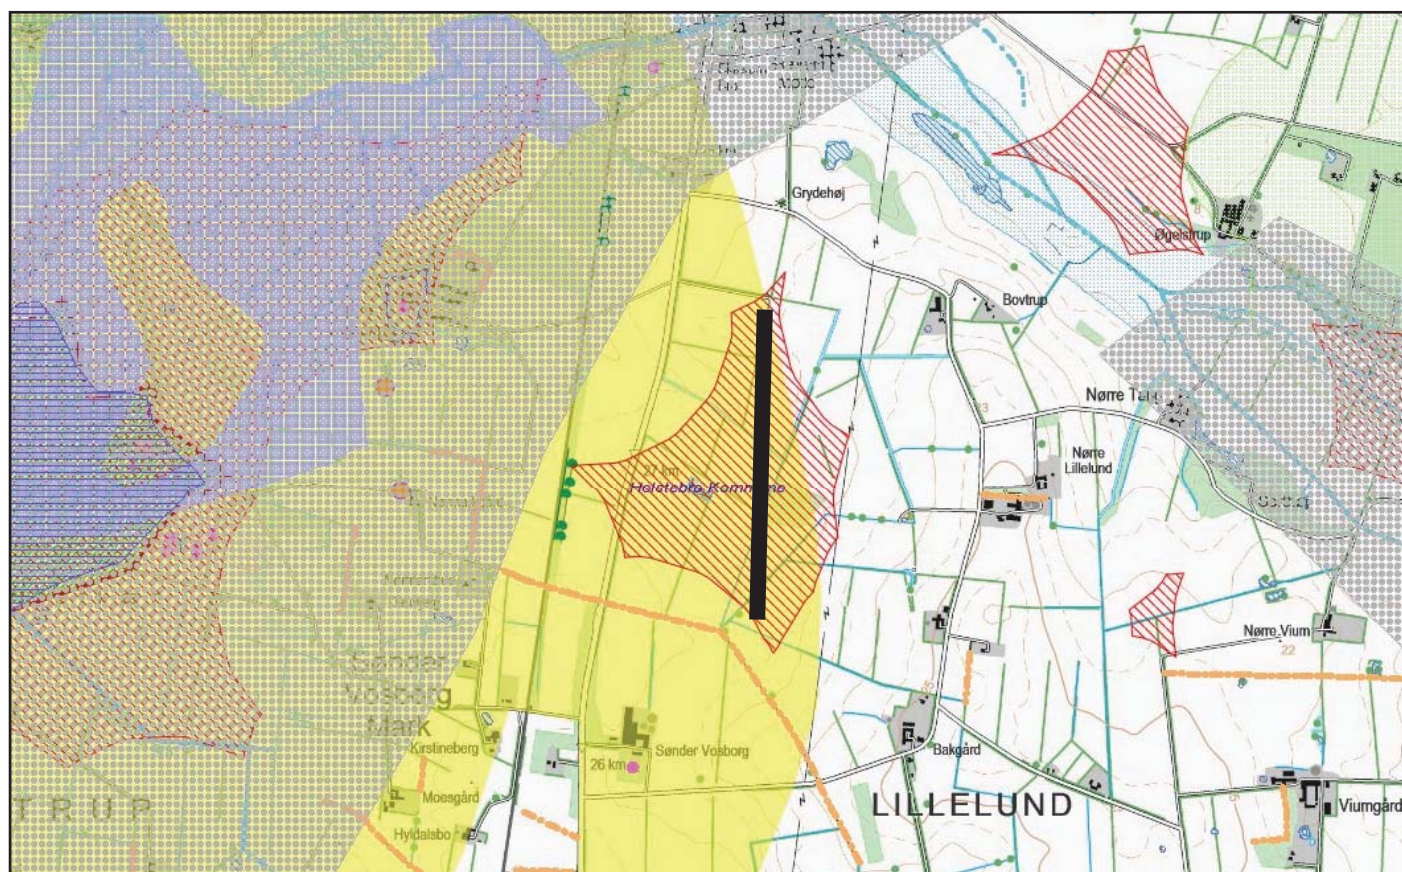 Grydehøj
Øgelstrup
Bovtrup
Nørre
23
Nørre
Lillelund
27 km
Holstebro Kommune
Nørre Vium
22
Sønder
Vosborg
Mark
Kirstineberg
Sønder Vosborg
26 km
Bakgård
Moesgård
LILLELUND
Viumgård
TRUP
Hyldalsbo